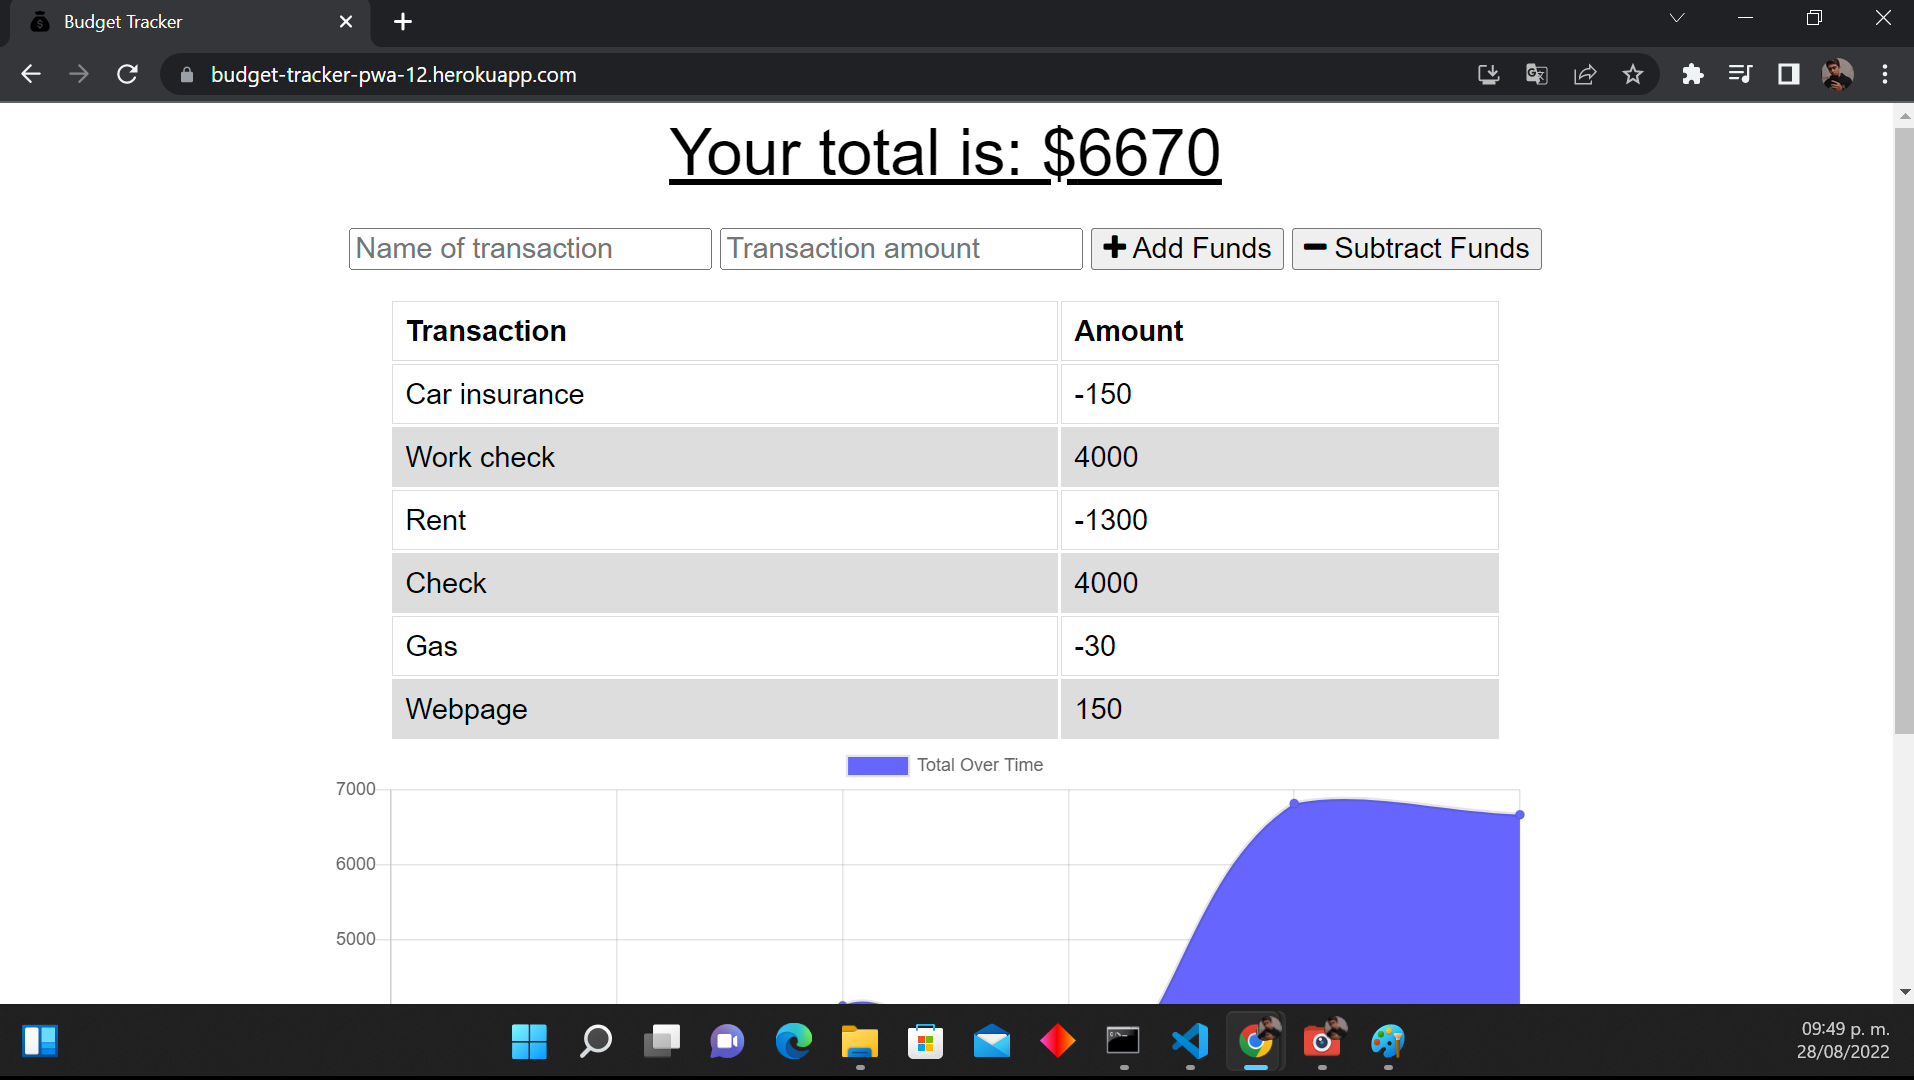 Budget Tracker
budget-tracker-pwa-12.herokuapp.com
Your total is: $6670
Name of transaction Transaction amount Add Funds Subtract Funds
Transaction Amount
Car insurance -150
Work check 4000
Rent -1300
Check 4000
Gas -30
Webpage 150
Total Over Time
7000
6000
5000
09:49 p. m.
28/08/2022